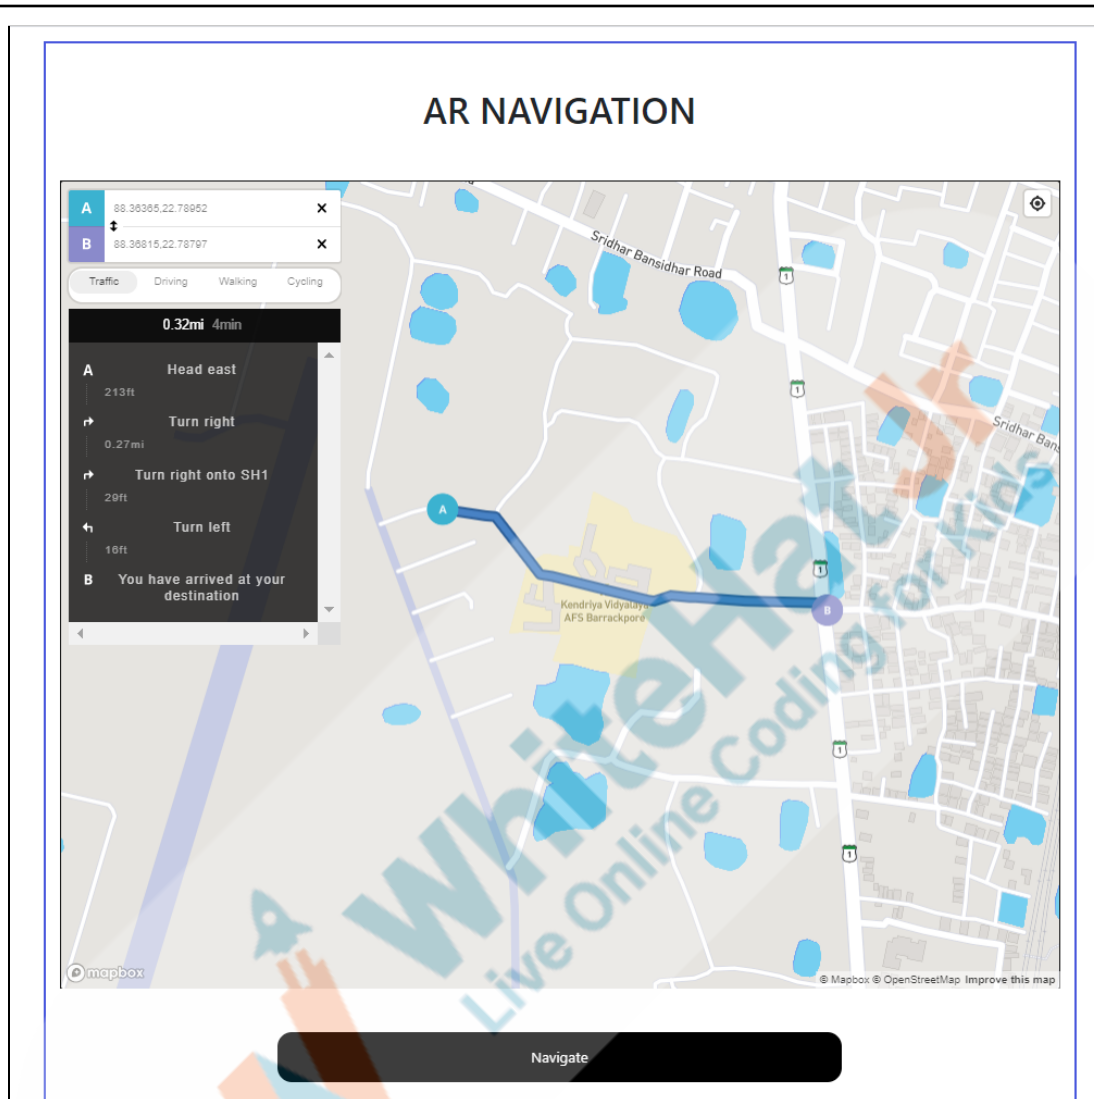 AR NAVIGATION
A 88.36365,22.78952 ×
B 88.36815,22.78797 ×
Traffic Driving Walking Cycling
0.32mi 4min
A Head east
213ft
Turn right
0.27mi
Turn right onto SH1
29ft
Turn left
16ft
B You have arrived at your
destination
Sridhar Bansidhar Road
1
1
Sridhar Bans
A
1
B
Kendriya Vidyalaya
AFS Barrackpore
1
1
WhiteHat Jr
Live Online Coding for Kids
mapbox
© Mapbox © OpenStreetMap Improve this map
Navigate